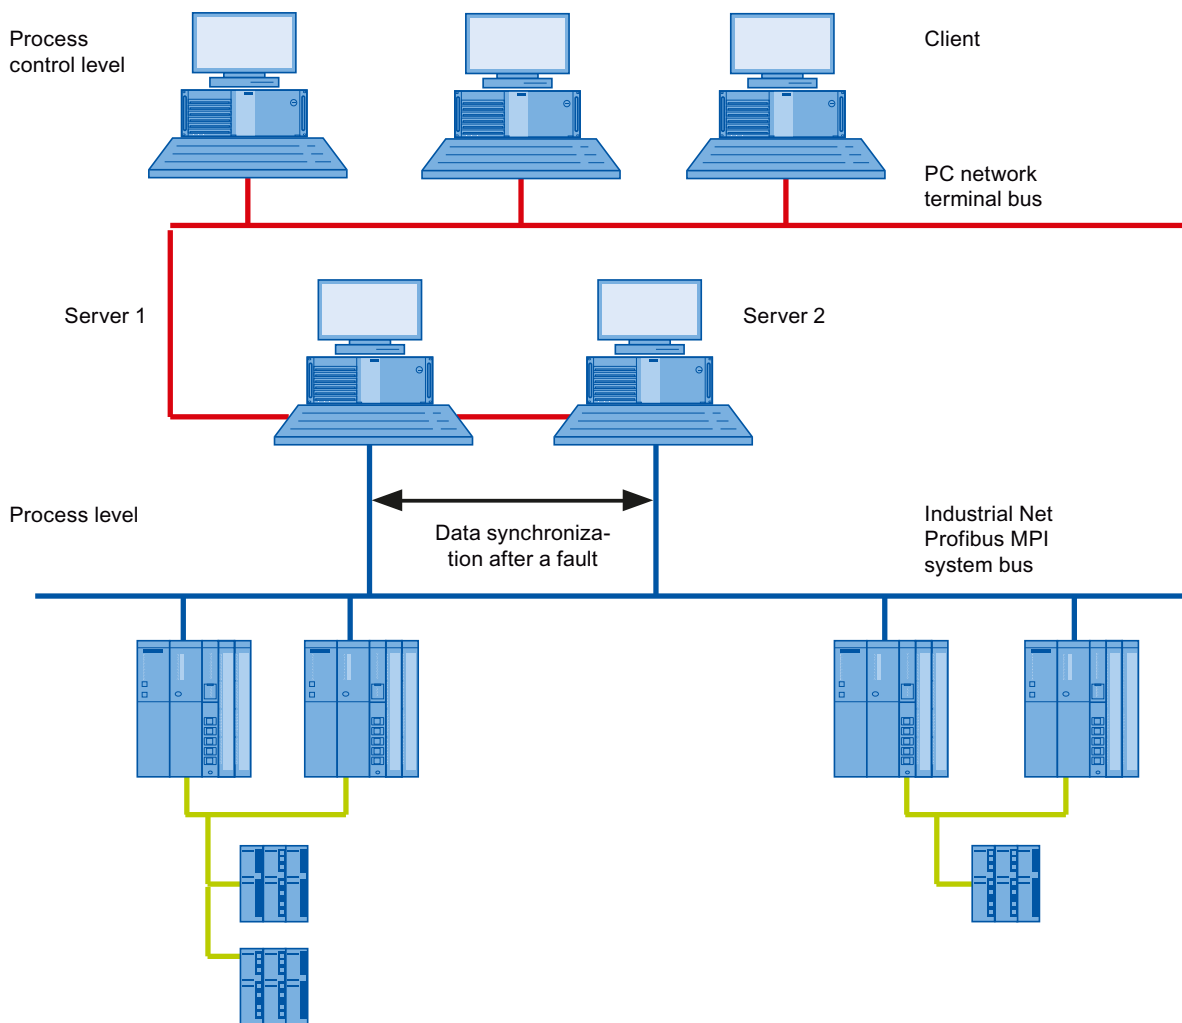 Process
control level
Client
PC network
terminal bus
Server 1
Server 2
Process level
Data synchroniza-
tion after a fault
Industrial Net
Profibus MPI
system bus